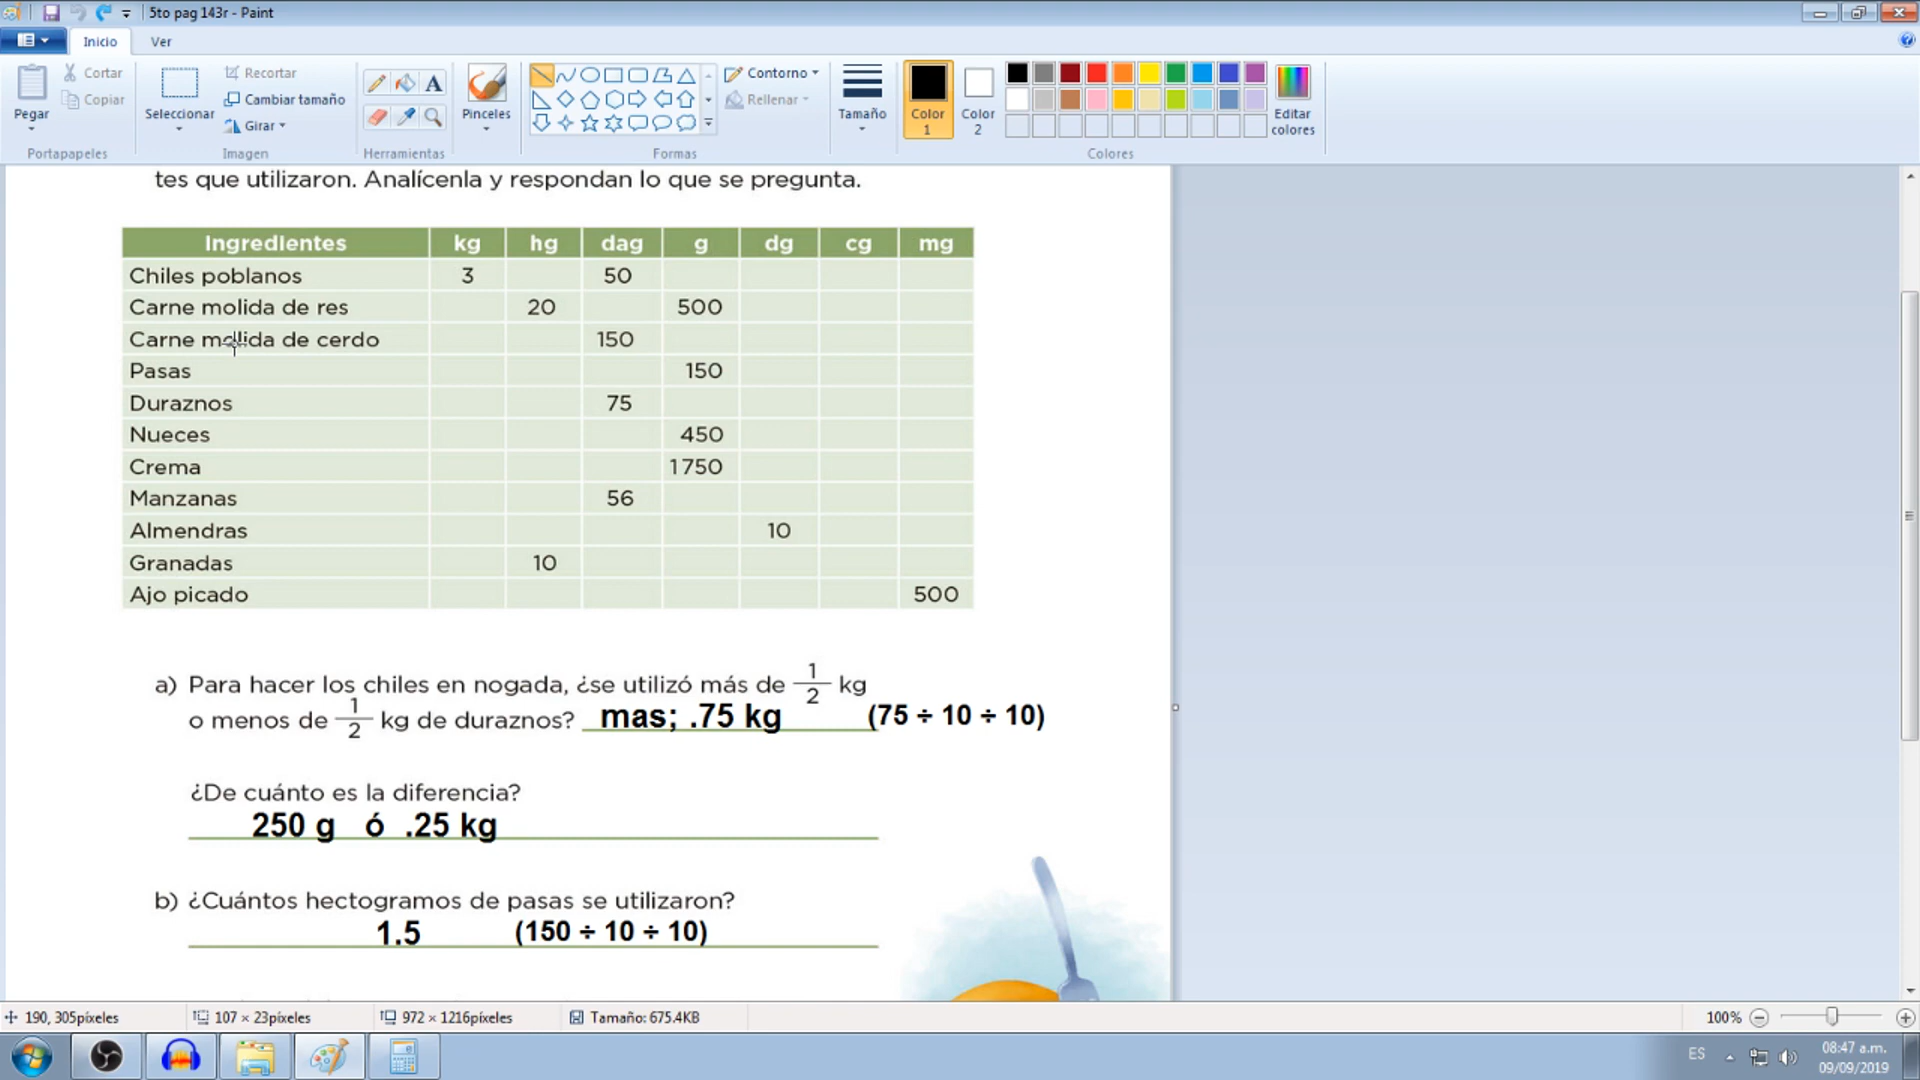 5to pag 143r - Paint
Inicio Ver
Pegar
Cortar
Copiar
Portapapeles
Seleccionar
Recortar
Cambiar tamaño
Girar
Imagen
A
Herramientas
Pinceles
Contorno
Rellenar
Formas
Tamaño
Color 1
Color 2
Editar colores
Colores
tes que utilizaron. Analícenla y respondan lo que se pregunta.
Ingredientes kg hg dag g dg cg mg
Chiles poblanos 3 50
Carne molida de res 20 500
Carne molida de cerdo 150
Pasas 150
Duraznos 75
Nueces 450
Crema 1750
Manzanas 56
Almendras 10
Granadas 10
Ajo picado 500
a) Para hacer los chiles en nogada, ¿se utilizó más de 1/2 kg
o menos de 1/2 kg de duraznos? mas; .75 kg (75 ÷ 10 ÷ 10)
¿De cuánto es la diferencia?
250 g ó .25 kg
b) ¿Cuántos hectogramos de pasas se utilizaron?
1.5 (150 ÷ 10 ÷ 10)
190, 305píxeles 107 × 23píxeles 972 × 1216píxeles Tamaño: 675.4KB 100%
ES 08:47 a.m.
09/09/2019